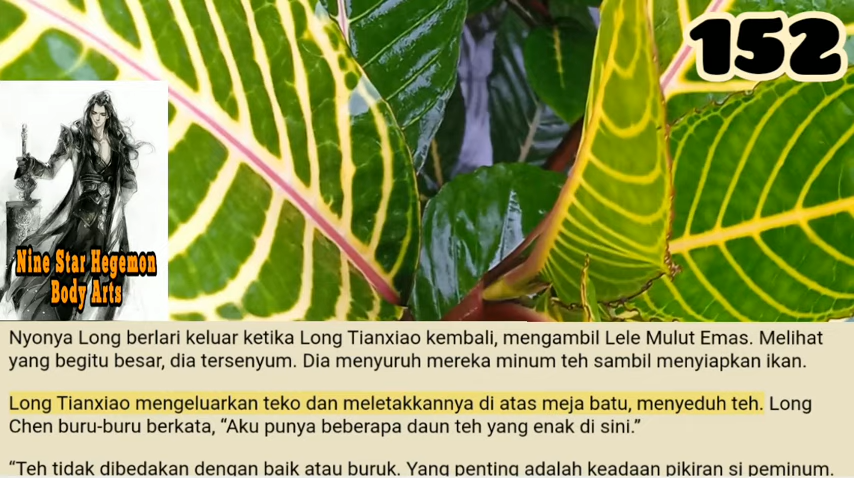 152
Nine Star Hegemon
Body Arts
Nyonya Long berlari keluar ketika Long Tianxiao kembali, mengambil Lele Mulut Emas. Melihat
yang begitu besar, dia tersenyum. Dia menyuruh mereka minum teh sambil menyiapkan ikan.
Long Tianxiao mengeluarkan teko dan meletakkannya di atas meja batu, menyeduh teh. Long
Chen buru-buru berkata, “Aku punya beberapa daun teh yang enak di sini.”
“Teh tidak dibedakan dengan baik atau buruk. Yang penting adalah keadaan pikiran si peminum.